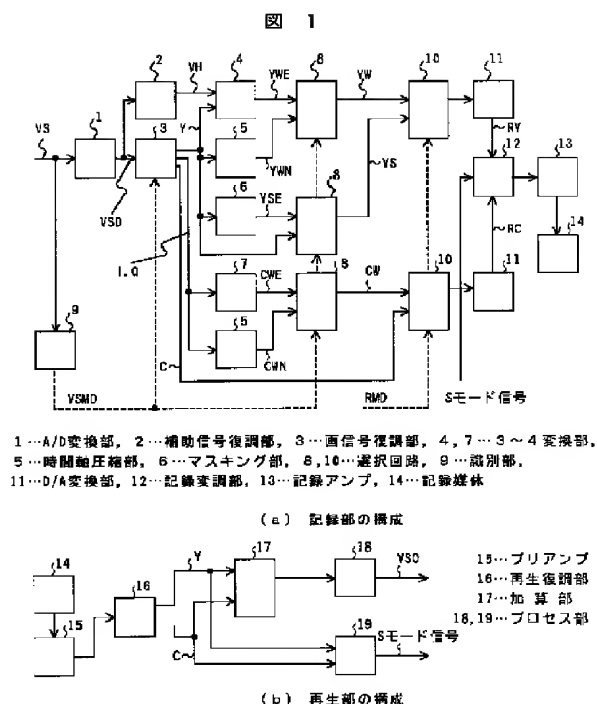 図 1
2 VH 4 YWE 8 YW 10 11
VS 1 3 Y 5 YWN RY
VSD 12 13
6 YSE 8 YS
RC 14
I.Q 7 CWE 8 CW 10 11
9 5
C CWN
VSMD RMD Sモード信号
1…A/D変換部, 2…補助信号復調部, 3…画信号復調部, 4,7…3〜4変換部,
5…時間軸圧縮部, 6…マスキング部, 8,10…選択回路, 9…識別部,
11…D/A変換部, 12…記録変調部, 13…記録アンプ, 14…記録媒体
(a) 記録部の構成
14 Y 17 18 VSD 15…プリアンプ
16 16…再生復調部
15 17…加算部
19 Sモード信号 18,19…プロセス部
C
(b) 再生部の構成